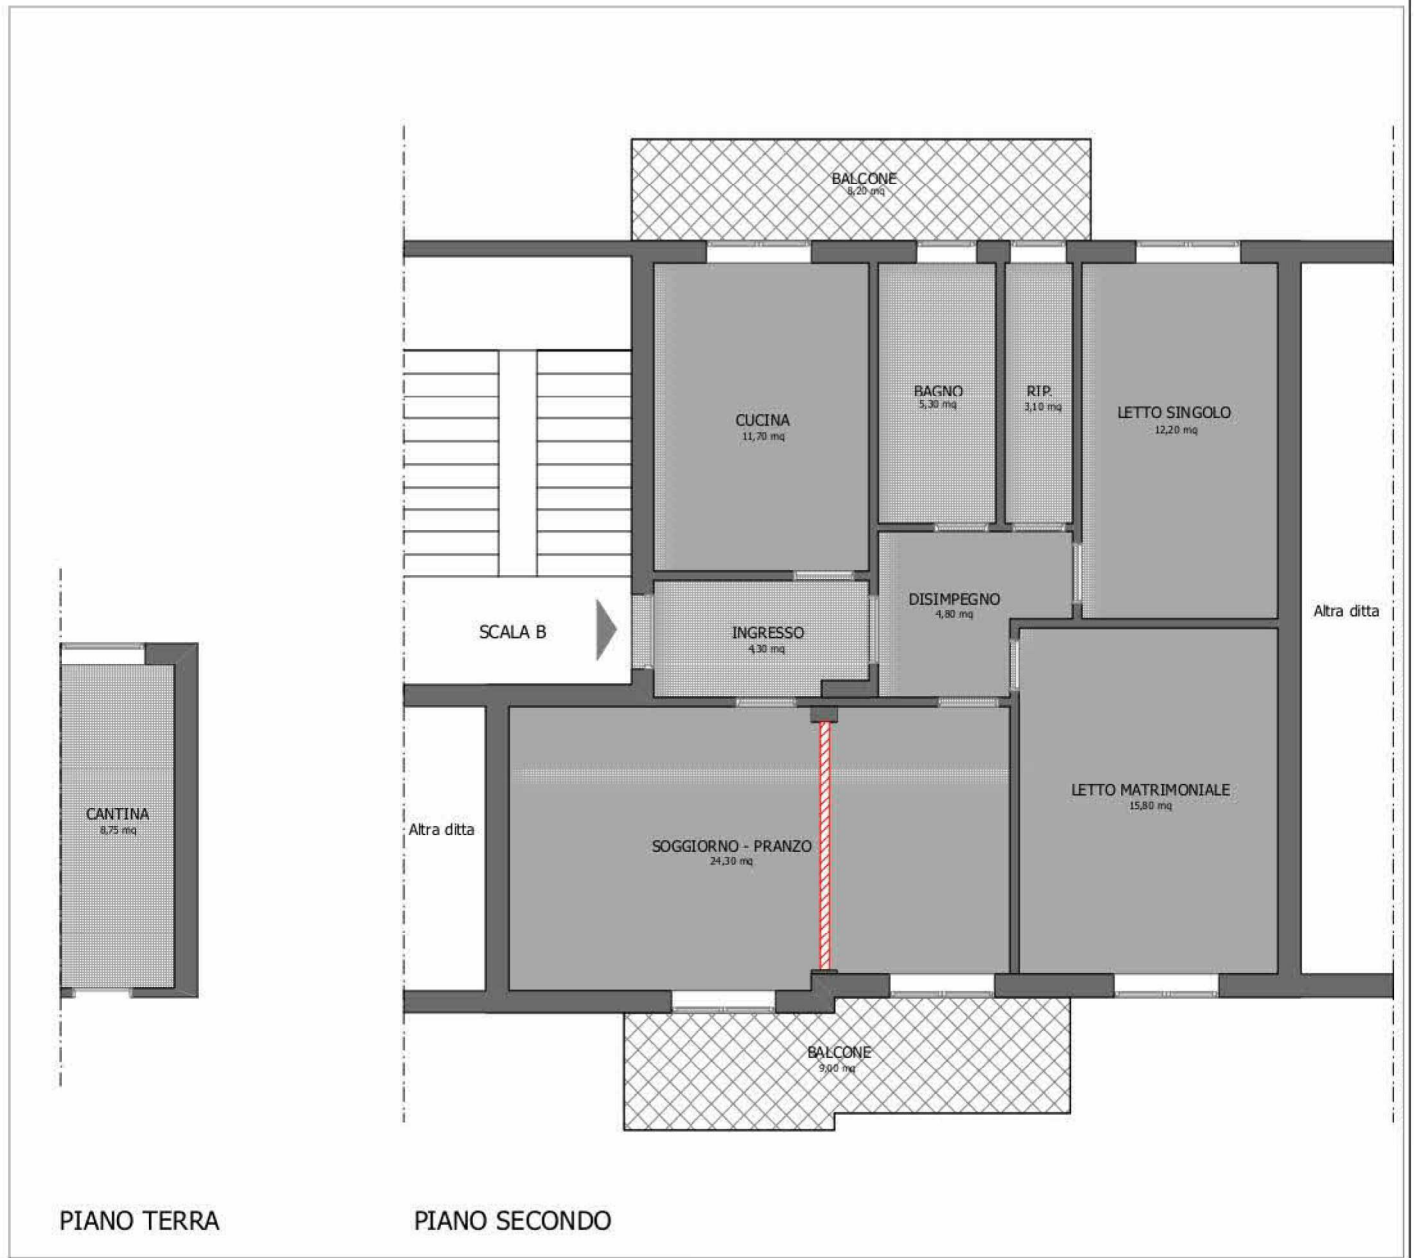 BALCONE
8,20 mq
BAGNO
5,30 mq
RIP.
3,10 mq
CUCINA
11,70 mq
LETTO SINGOLO
12,20 mq
DISIMPEGNO
4,80 mq
Altra ditta
SCALA B
INGRESSO
4,30 mq
LETTO MATRIMONIALE
15,80 mq
CANTINA
8,75 mq
Altra ditta
SOGGIORNO - PRANZO
24,30 mq
BALCONE
9,00 mq
PIANO TERRA
PIANO SECONDO